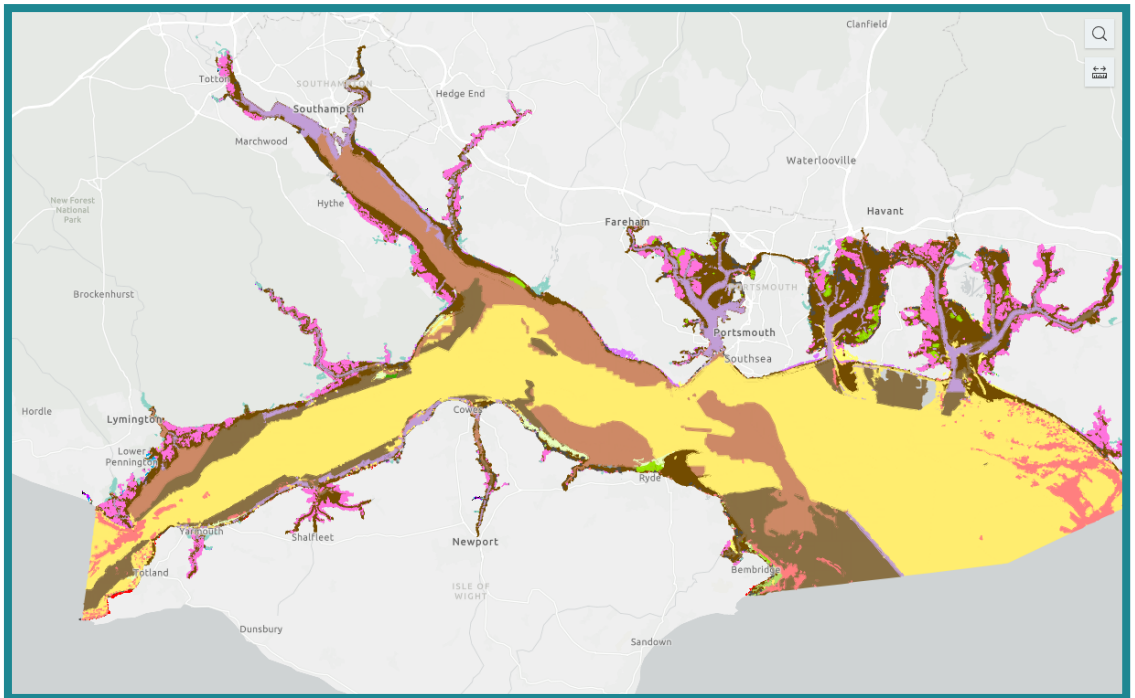 Clanfield
Totton
SOUTHAMPTON
Hedge End
Southampton
Marchwood
Waterlooville
New Forest
National
Park
Hythe
Havant
Fareham
Brockenhurst
PORTSMOUTH
Portsmouth
Southsea
Hordle
Lymington
Cowes
Lower
Pennington
Ryde
Yarmouth
Shalfleet
Newport
Totland
Bembridge
ISLE OF
WIGHT
Dunsbury
Sandown